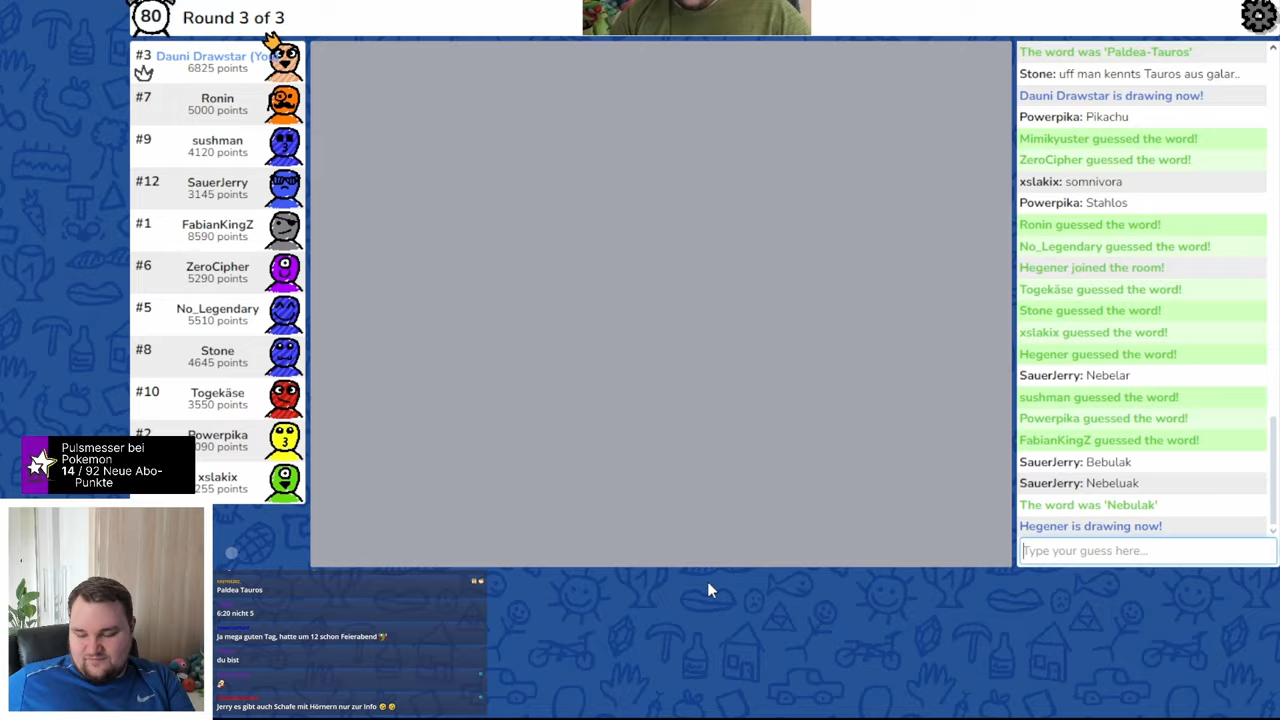 80
Round 3 of 3
#3
Dauni Drawstar (You
6825 points
#7
Ronin
5000 points
#9
sushman
4120 points
#12
SauerJerry
3145 points
#1
FabianKingZ
8590 points
#6
ZeroCipher
5290 points
#5
No_Legendary
5510 points
#8
Stone
4645 points
#10
Togekäse
3550 points
#2
Powerpika
090 points
xslakix
255 points
Pulsmesser bei
Pokemon
14 / 92 Neue Abo-
Punkte
The word was 'Paldea-Tauros'
Stone: uff man kennts Tauros aus galar..
Dauni Drawstar is drawing now!
Powerpika: Pikachu
Mimikyuster guessed the word!
ZeroCipher guessed the word!
xslakix: somnivora
Powerpika: Stahlos
Ronin guessed the word!
No_Legendary guessed the word!
Hegener joined the room!
Togekäse guessed the word!
Stone guessed the word!
xslakix guessed the word!
Hegener guessed the word!
SauerJerry: Nebelar
sushman guessed the word!
Powerpika guessed the word!
FabianKingZ guessed the word!
SauerJerry: Bebulak
SauerJerry: Nebeluak
The word was 'Nebulak'
Hegener is drawing now!
Type your guess here...
Paldea Tauros
6:20 nicht 5
Ja mega guten Tag, hatte um 12 schon Feierabend
du bist
Jerry es gibt auch Schafe mit Hörnern nur zur Info